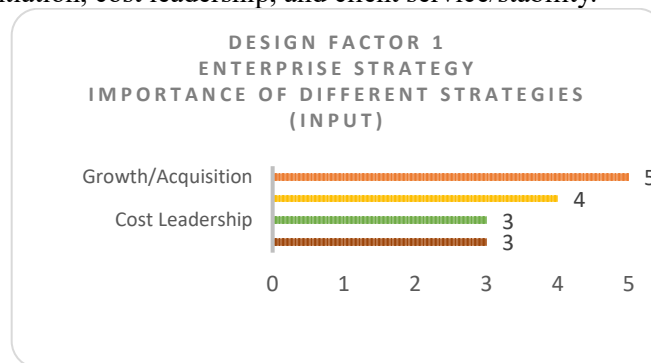 tiation, cost leadership, and client service/stability.
DESIGN FACTOR 1
ENTERPRISE STRATEGY
IMPORTANCE OF DIFFERENT STRATEGIES
(INPUT)
Growth/Acquisition 5
4
Cost Leadership 3
3
0 1 2 3 4 5